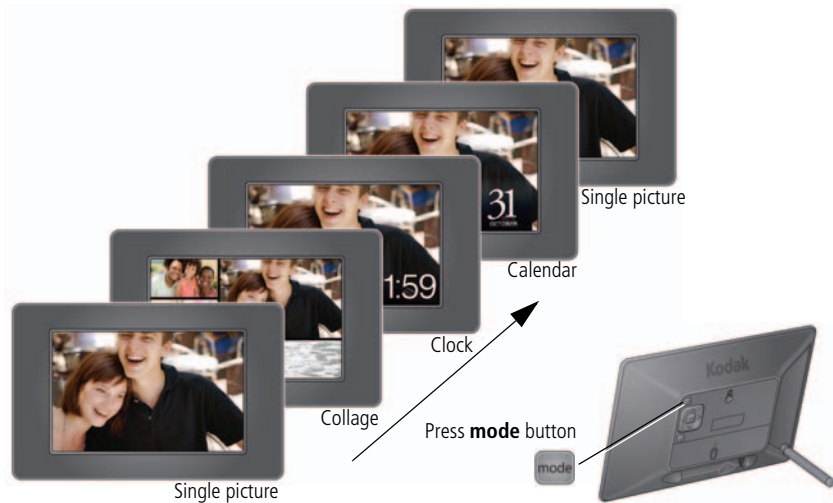 Single picture
31
OCTOBER
Calendar
1:59
Clock
Kodak
Collage
Press mode button
mode
Single picture